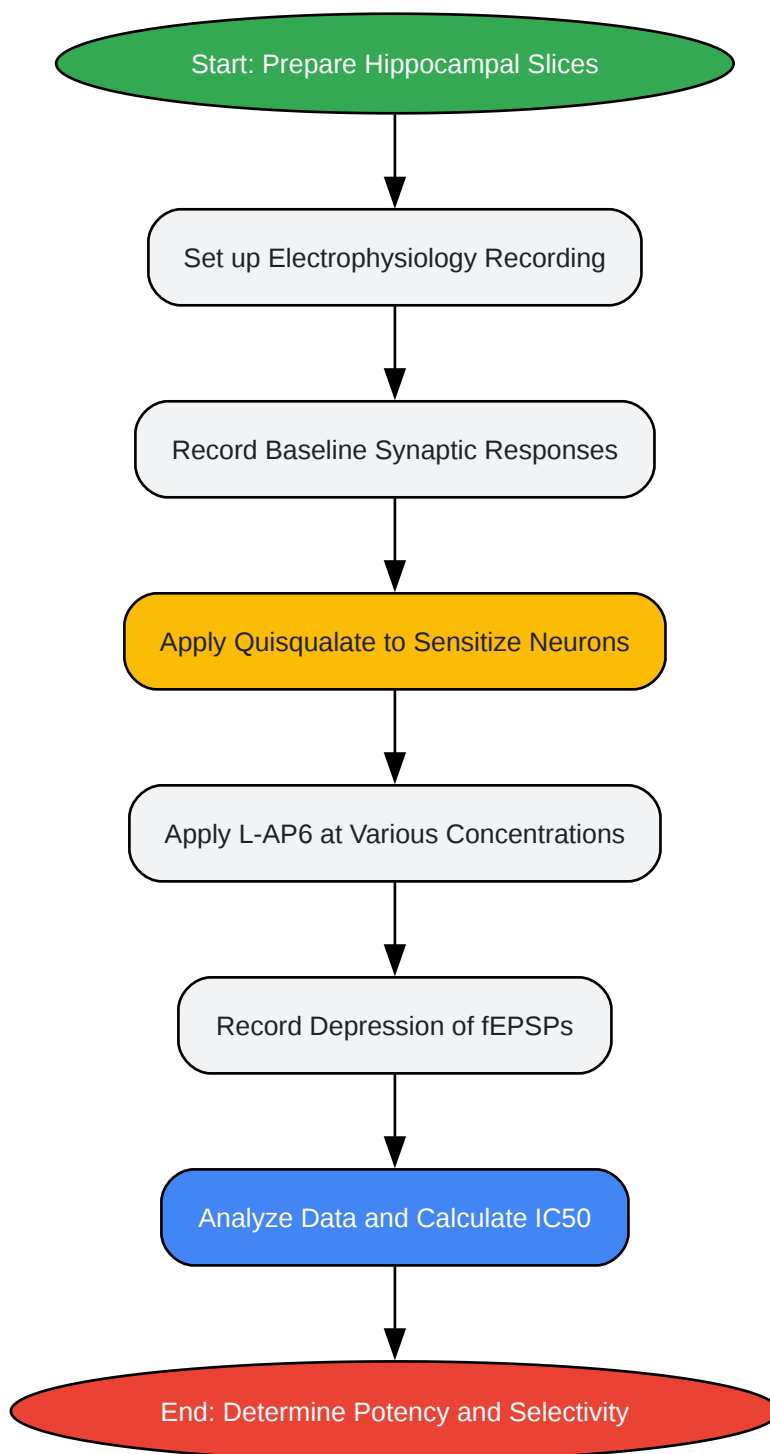 Start: Prepare Hippocampal Slices
Set up Electrophysiology Recording
Record Baseline Synaptic Responses
Apply Quisqualate to Sensitize Neurons
Apply L-AP6 at Various Concentrations
Record Depression of fEPSPs
Analyze Data and Calculate IC50
End: Determine Potency and Selectivity